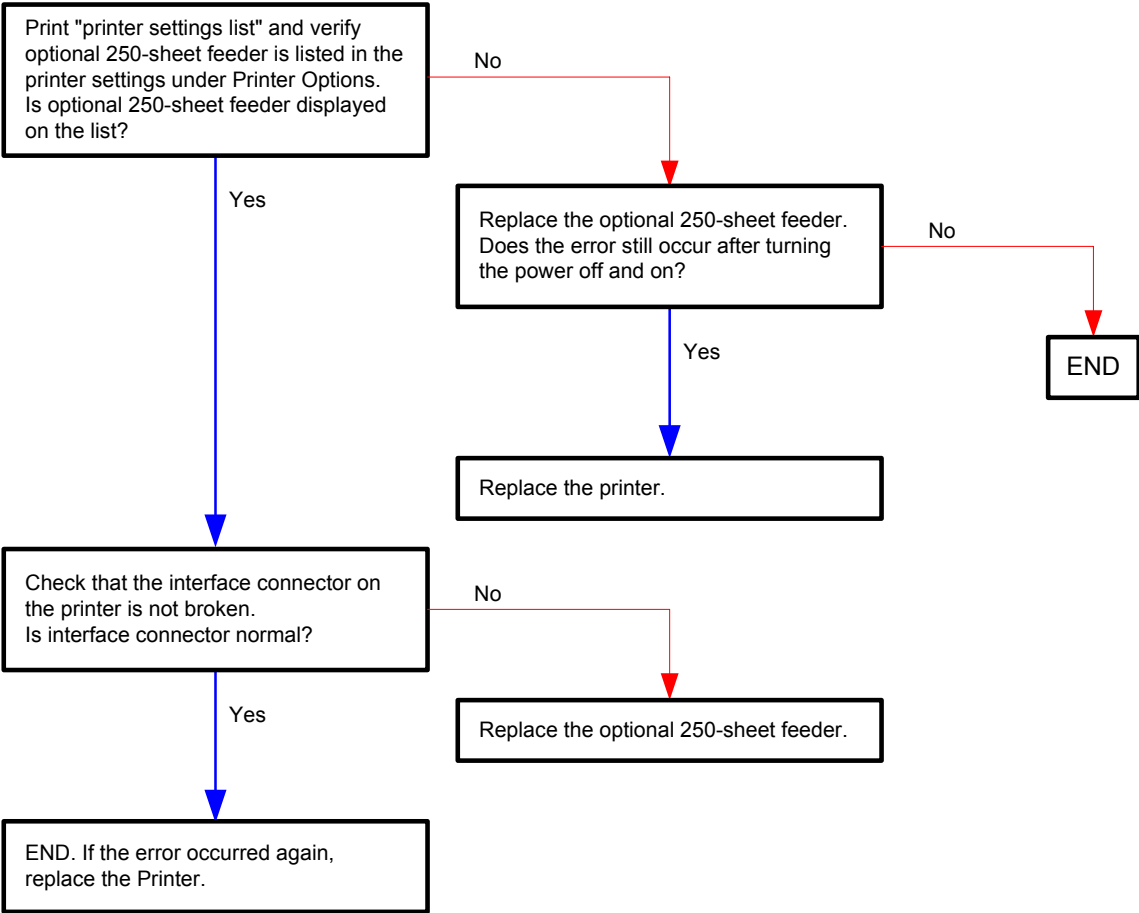 Print "printer settings list" and verify
optional 250-sheet feeder is listed in the
printer settings under Printer Options.
Is optional 250-sheet feeder displayed
on the list?
No
Yes
Replace the optional 250-sheet feeder.
Does the error still occur after turning
the power off and on?
No
Yes
END
Replace the printer.
Check that the interface connector on
the printer is not broken.
Is interface connector normal?
No
Yes
Replace the optional 250-sheet feeder.
END. If the error occurred again,
replace the Printer.